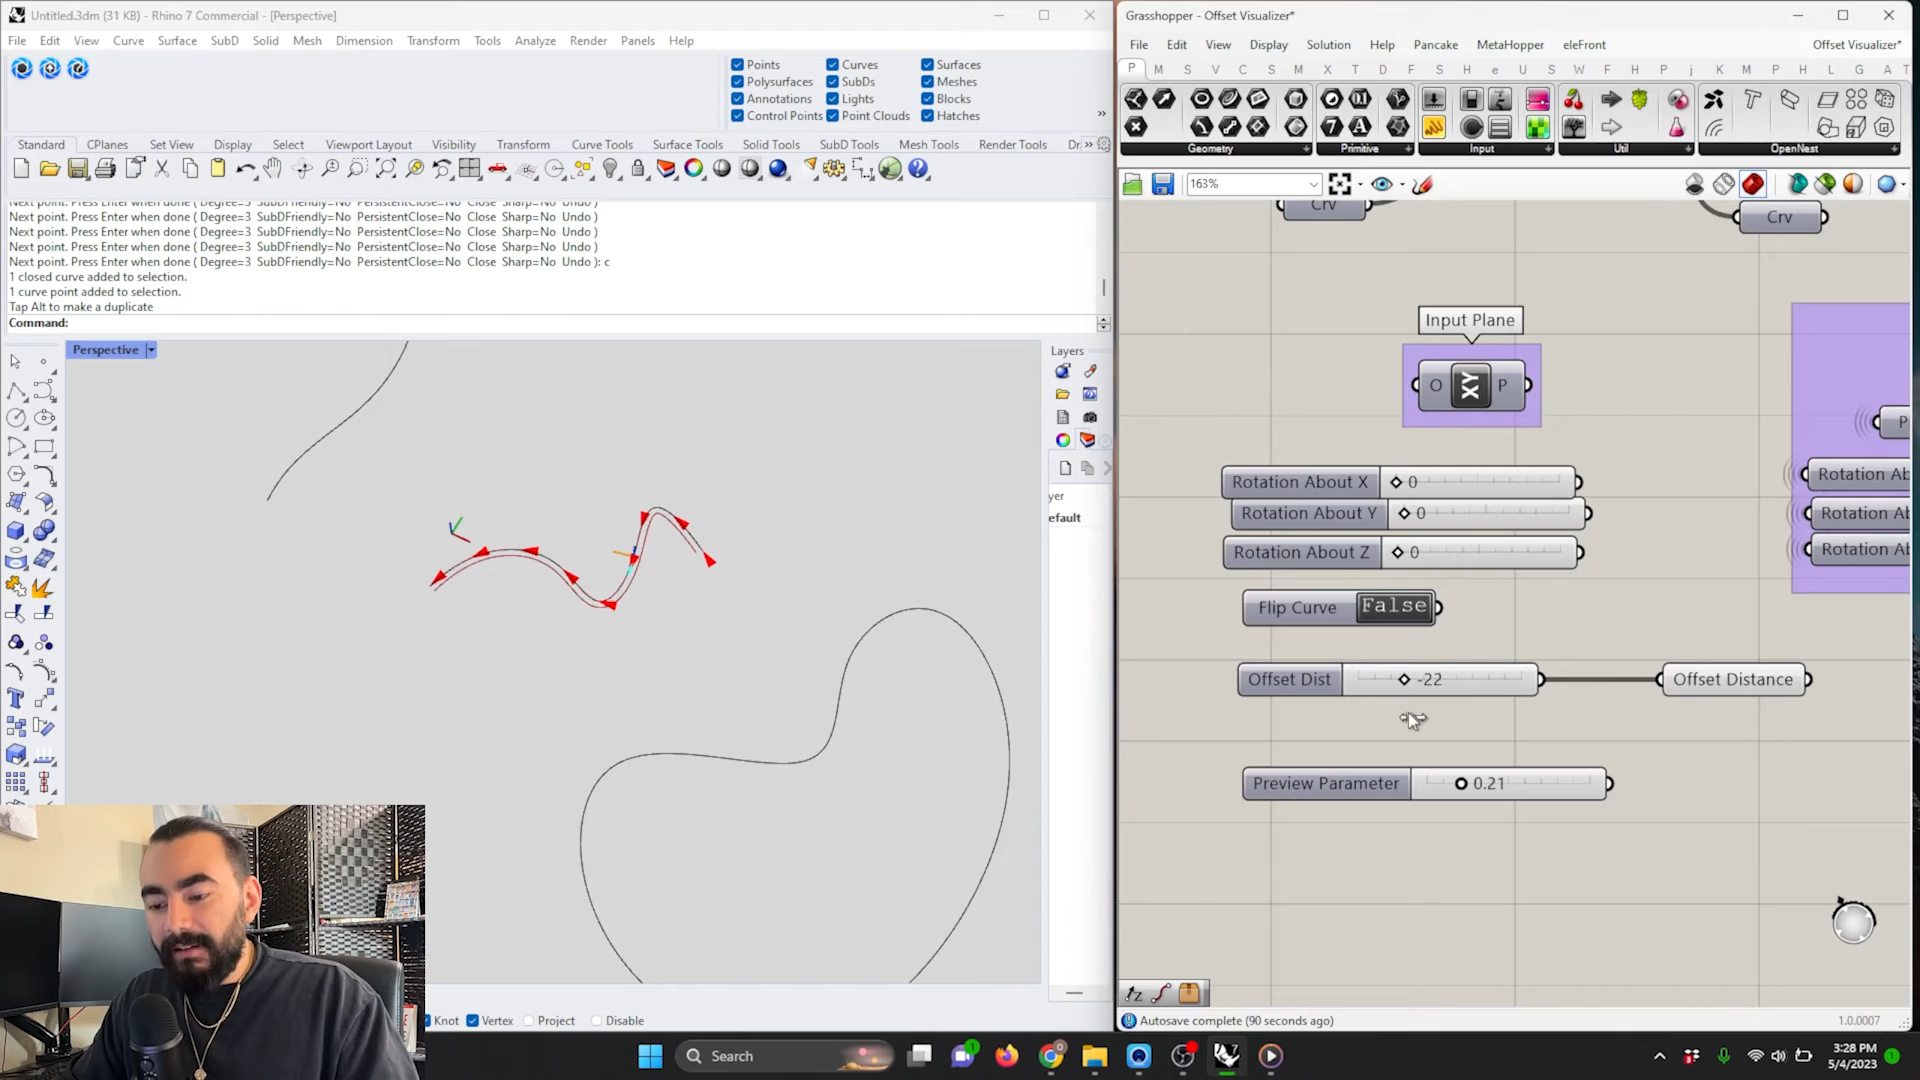 Untitled.3dm (31 KB) - Rhino 7 Commercial - [Perspective]
File Edit View Curve Surface SubD Solid Mesh Dimension Transform Tools Analyze Render Panels Help
Points Curves Surfaces
Polysurfaces SubDs Meshes
Annotations Lights Blocks
Control Points Point Clouds Hatches
Standard CPlanes Set View Display Select Viewport Layout Visibility Transform Curve Tools Surface Tools Solid Tools SubD Tools Mesh Tools Render Tools Dr
Next point. Press Enter when done ( Degree=3 SubDFriendly=No PersistentClose=No Close Sharp=No Undo )
Next point. Press Enter when done ( Degree=3 SubDFriendly=No PersistentClose=No Close Sharp=No Undo )
Next point. Press Enter when done ( Degree=3 SubDFriendly=No PersistentClose=No Close Sharp=No Undo )
Next point. Press Enter when done ( Degree=3 SubDFriendly=No PersistentClose=No Close Sharp=No Undo )
Next point. Press Enter when done ( Degree=3 SubDFriendly=No PersistentClose=No Close Sharp=No Undo ): c
1 closed curve added to selection.
1 curve point added to selection.
Tap Alt to make a duplicate
Command:
Perspective
Layers
yer
efault
Knot Vertex Project Disable
Grasshopper - Offset Visualizer*
File Edit View Display Solution Help Pancake MetaHopper eleFront Offset Visualizer*
P M S V C S M X T D F S H e U S W F H P j K M P H L G A T
Geometry Primitive Input Util OpenNest
163%
Crv
Crv
Input Plane
O XY P
P
Rotation About X 0
Rotation Ab
Rotation About Y 0
Rotation Ab
Rotation About Z 0
Rotation Ab
Flip Curve False
Offset Dist -22
Offset Distance
Preview Parameter 0.21
Autosave complete (90 seconds ago)
1.0.0007
Search
3:28 PM
5/4/2023